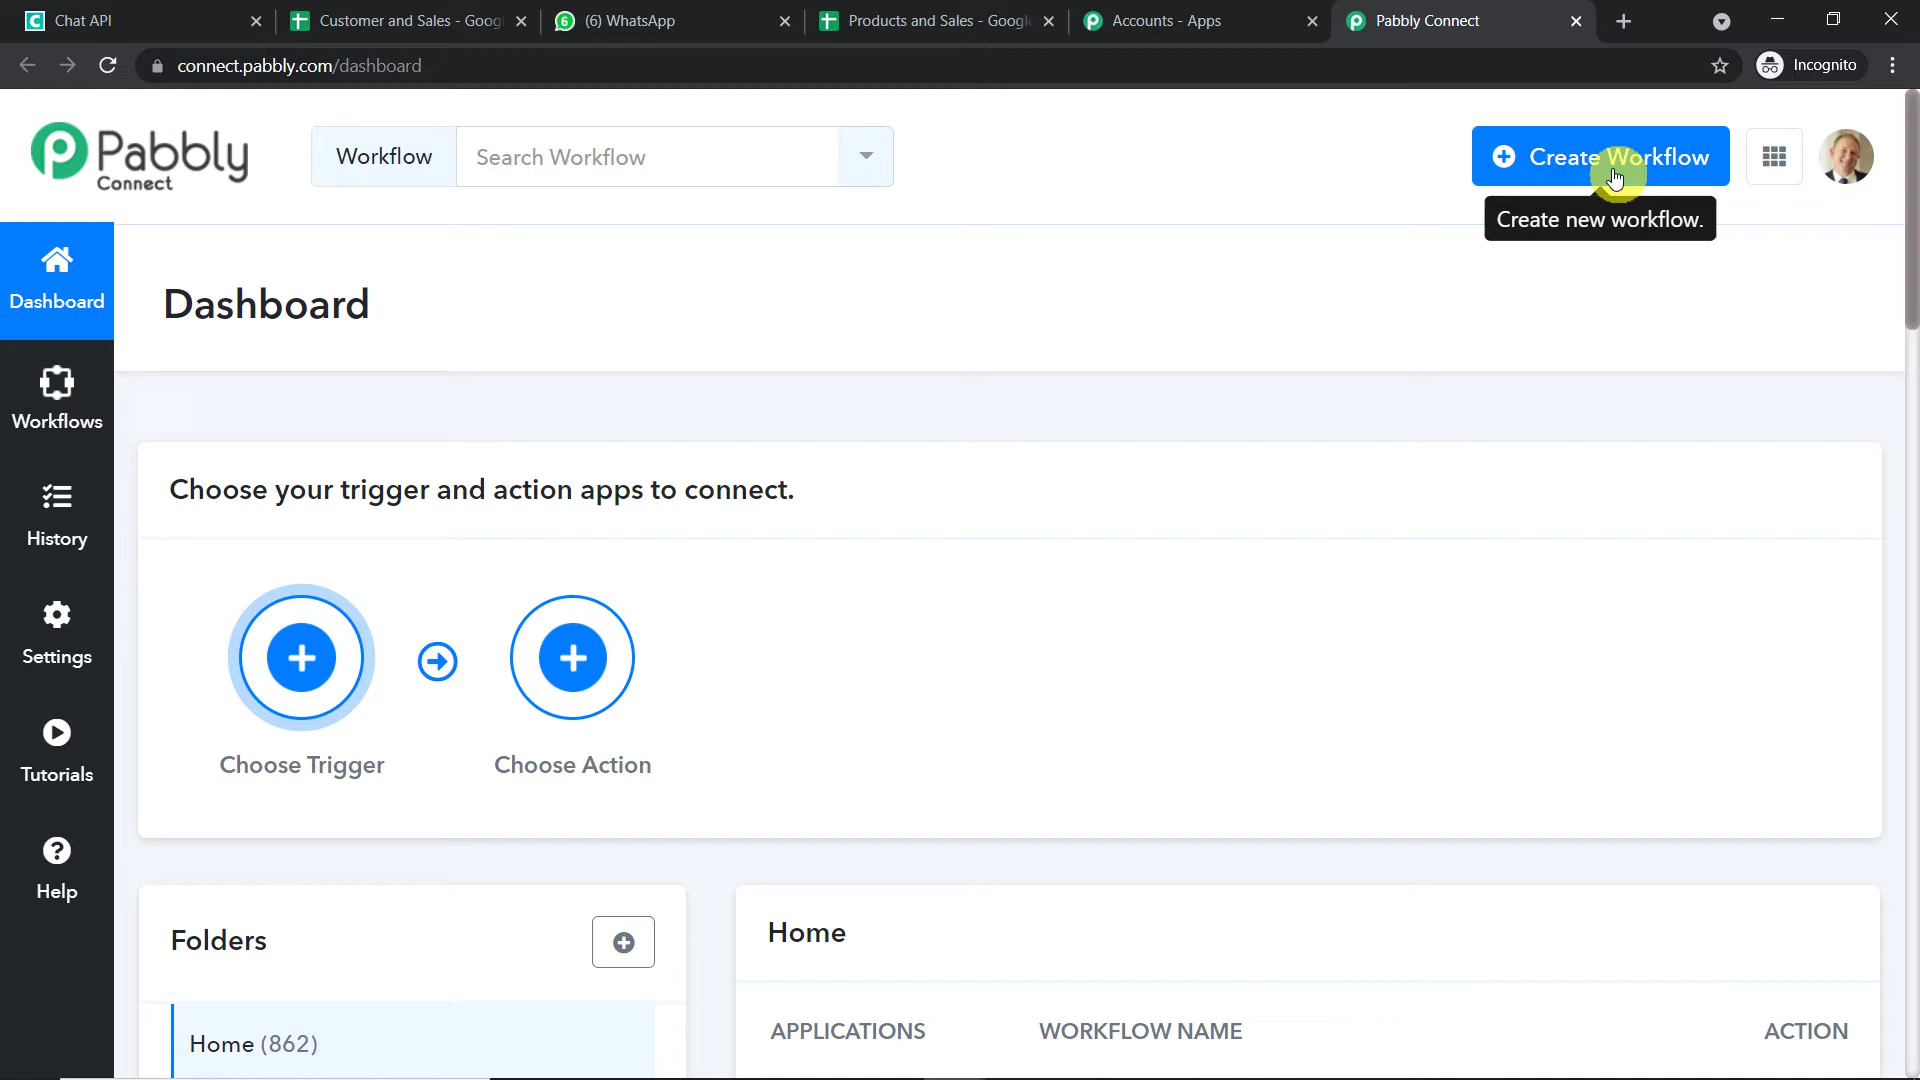 Chat API
Customer and Sales - Goog
(6) WhatsApp
Products and Sales - Googl
Accounts - Apps
Pabbly Connect
connect.pabbly.com/dashboard
Incognito
Pabbly
Connect
Workflow
Search Workflow
Create Workflow
Create new workflow.
Dashboard
Dashboard
Workflows
History
Settings
Tutorials
Help
Choose your trigger and action apps to connect.
Choose Trigger
Choose Action
Folders
Home (862)
Home
APPLICATIONS
WORKFLOW NAME
ACTION